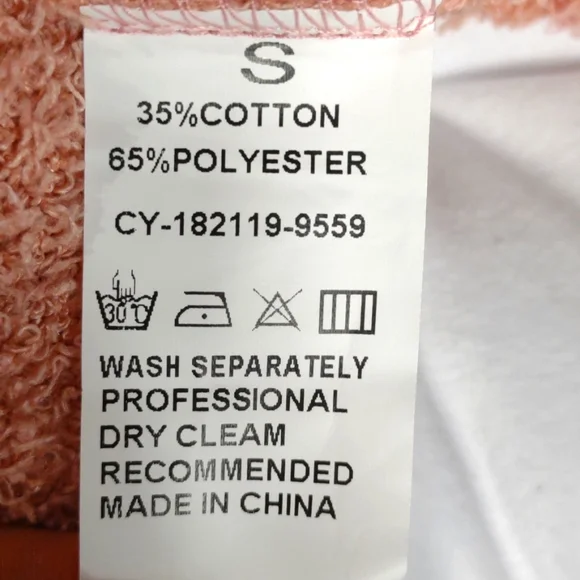 S
35%COTTON
65%POLYESTER
CY-182119-9559
30°C
WASH SEPARATELY
PROFESSIONAL
DRY CLEAM
RECOMMENDED
MADE IN CHINA